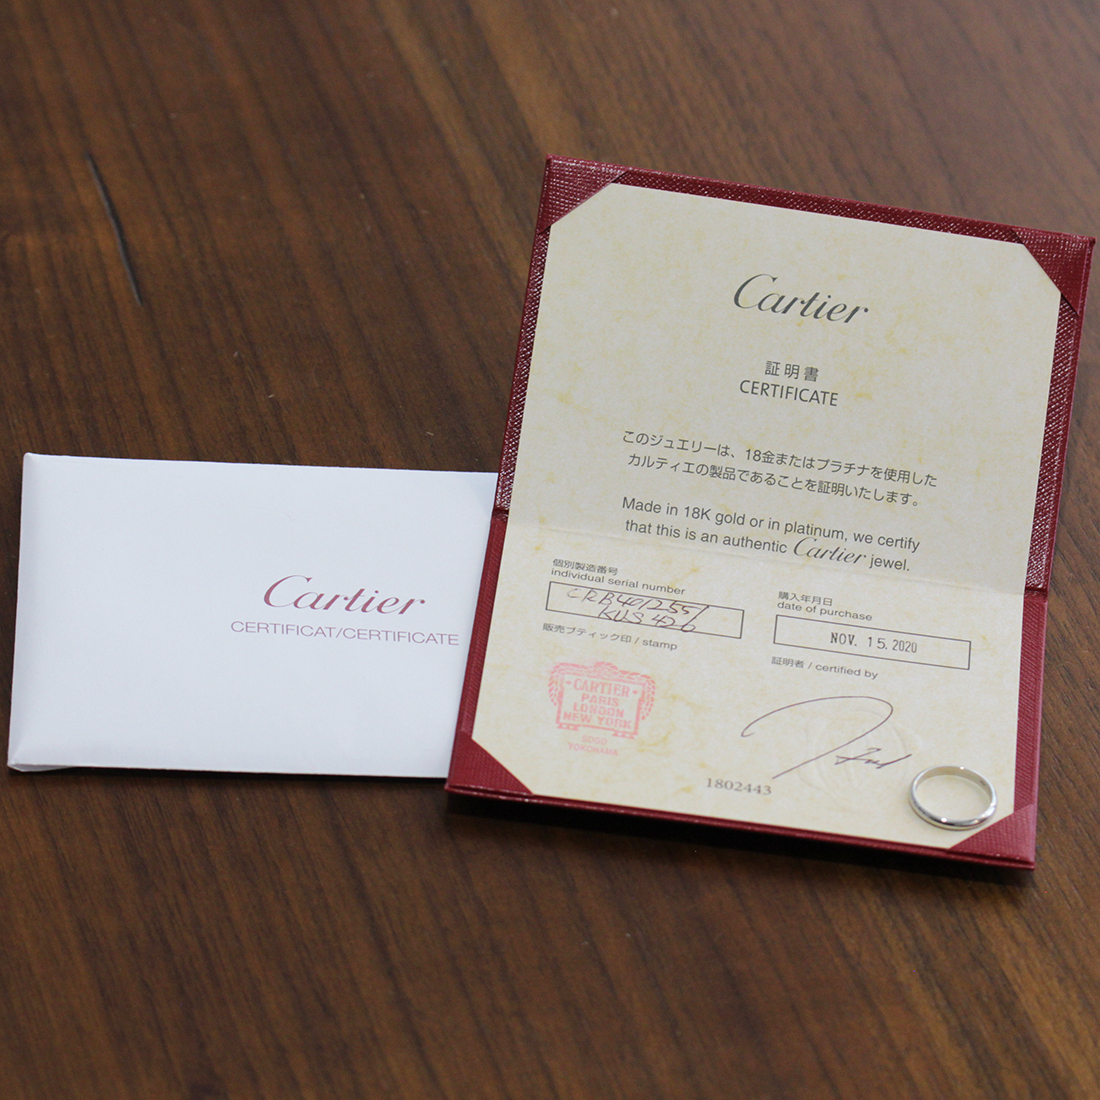 Cartier
CERTIFICAT/CERTIFICATE
Cartier
証明書
CERTIFICATE
このジュエリーは、18金またはプラチナを使用した
カルティエの製品であることを証明いたします。
Made in 18K gold or in platinum, we certify
that this is an authentic Cartier jewel.
個別製造番号
individual serial number
CRB4012551
KUS426
販売ブティック印 / stamp
CARTIER
PARIS
LONDON
NEW YORK
SOGO
YOKOHAMA
購入年月日
date of purchase
NOV. 15. 2020
証明者 / certified by
1802443